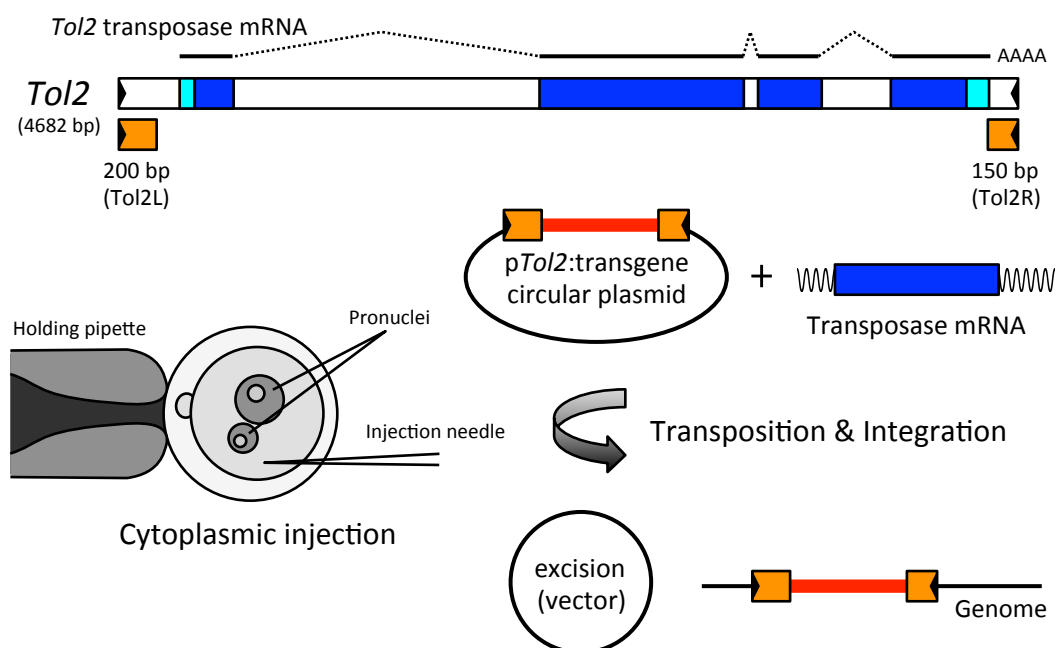 Tol2 transposase mRNA
AAAA
Tol2
(4682 bp)
200 bp
(Tol2L)
150 bp
(Tol2R)
pTol2:transgene
circular plasmid
+
Transposase mRNA
Holding pipette
Pronuclei
Injection needle
Cytoplasmic injection
Transposition & Integration
excision
(vector)
Genome